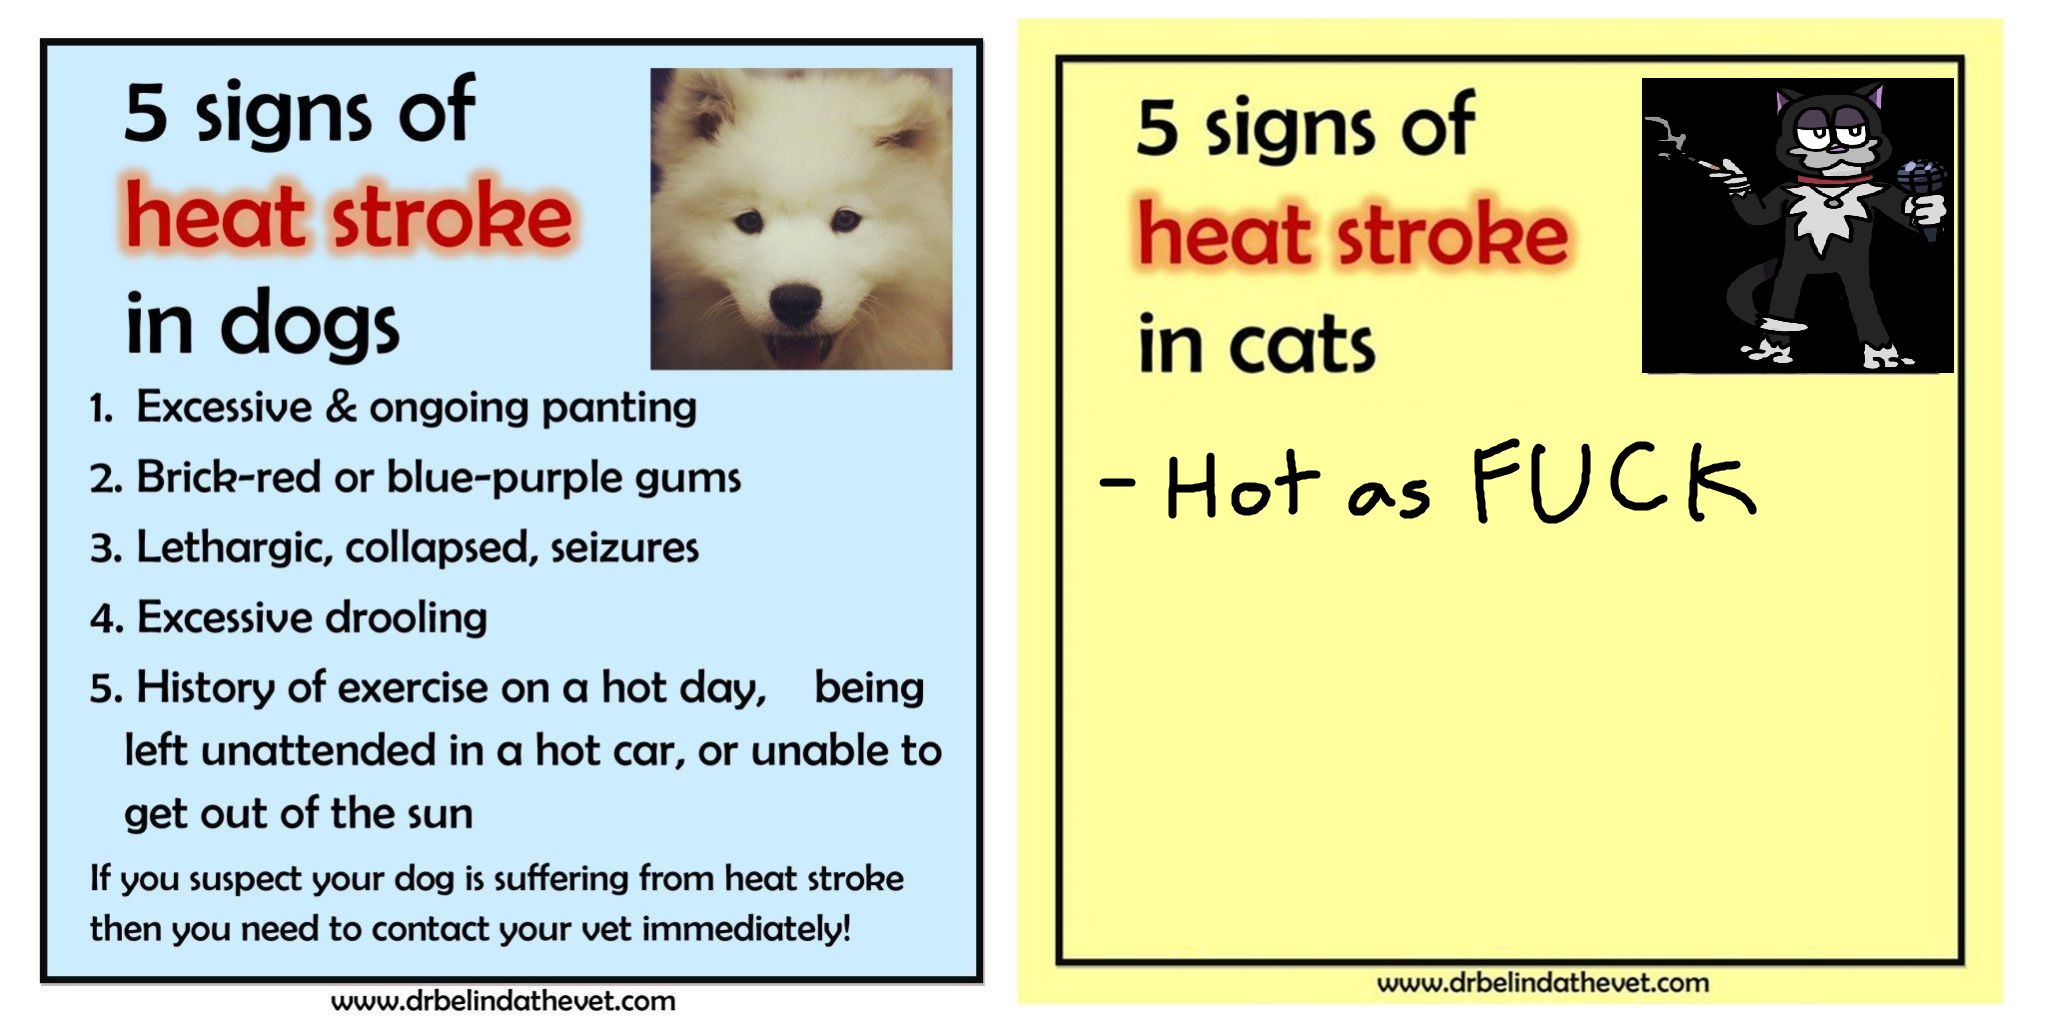 5 signs of
heat stroke
in dogs
1. Excessive & ongoing panting
2. Brick-red or blue-purple gums
3. Lethargic, collapsed, seizures
4. Excessive drooling
5. History of exercise on a hot day, being
left unattended in a hot car, or unable to
get out of the sun
If you suspect your dog is suffering from heat stroke
then you need to contact your vet immediately!
www.drbelindathevet.com
5 signs of
heat stroke
in cats
- Hot as FUCK
www.drbelindathevet.com